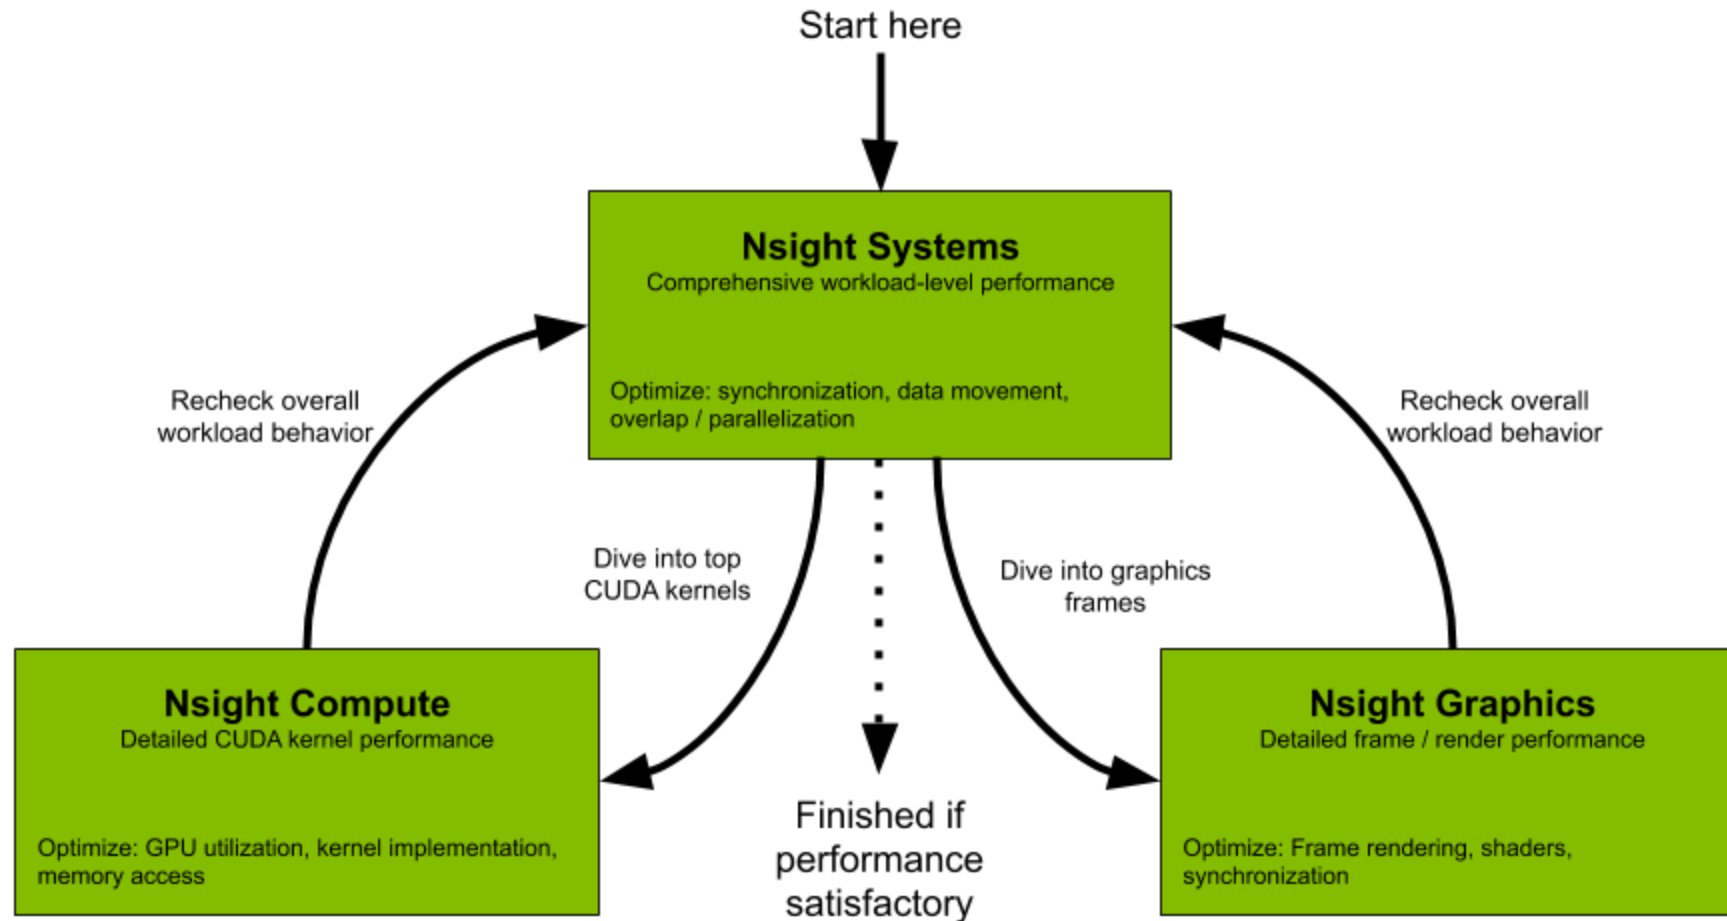 Start here
Nsight Systems
Comprehensive workload-level performance
Optimize: synchronization, data movement,
overlap / parallelization
Recheck overall
workload behavior
Recheck overall
workload behavior
Dive into top
CUDA kernels
Dive into graphics
frames
Nsight Compute
Detailed CUDA kernel performance
Optimize: GPU utilization, kernel implementation,
memory access
Finished if
performance
satisfactory
Nsight Graphics
Detailed frame / render performance
Optimize: Frame rendering, shaders,
synchronization